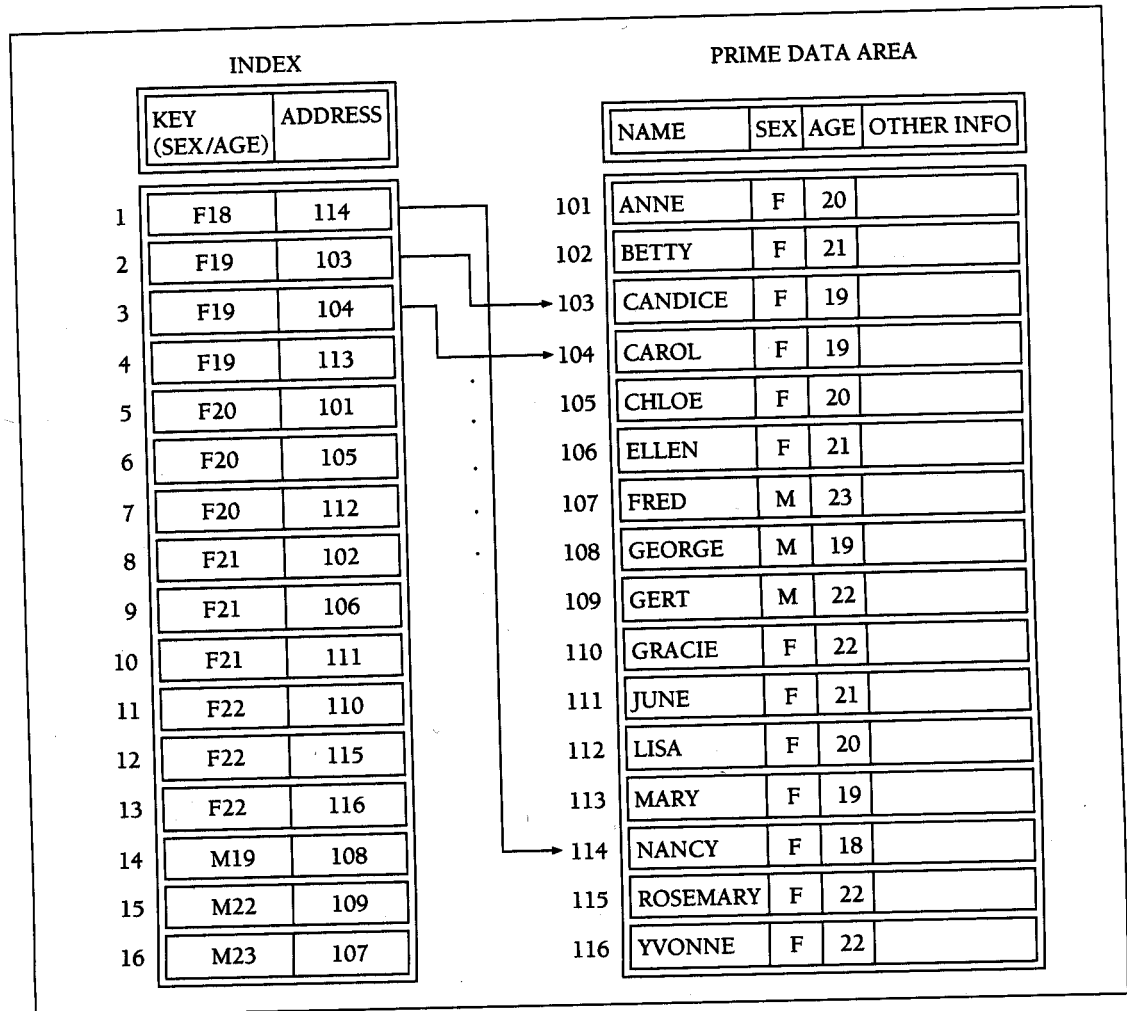 INDEX
PRIME DATA AREA
KEY (SEX/AGE) ADDRESS
NAME SEX AGE OTHER INFO
1 F18 114
2 F19 103
3 F19 104
4 F19 113
5 F20 101
6 F20 105
7 F20 112
8 F21 102
9 F21 106
10 F21 111
11 F22 110
12 F22 115
13 F22 116
14 M19 108
15 M22 109
16 M23 107
101 ANNE F 20
102 BETTY F 21
103 CANDICE F 19
104 CAROL F 19
105 CHLOE F 20
106 ELLEN F 21
107 FRED M 23
108 GEORGE M 19
109 GERT M 22
110 GRACIE F 22
111 JUNE F 21
112 LISA F 20
113 MARY F 19
114 NANCY F 18
115 ROSEMARY F 22
116 YVONNE F 22